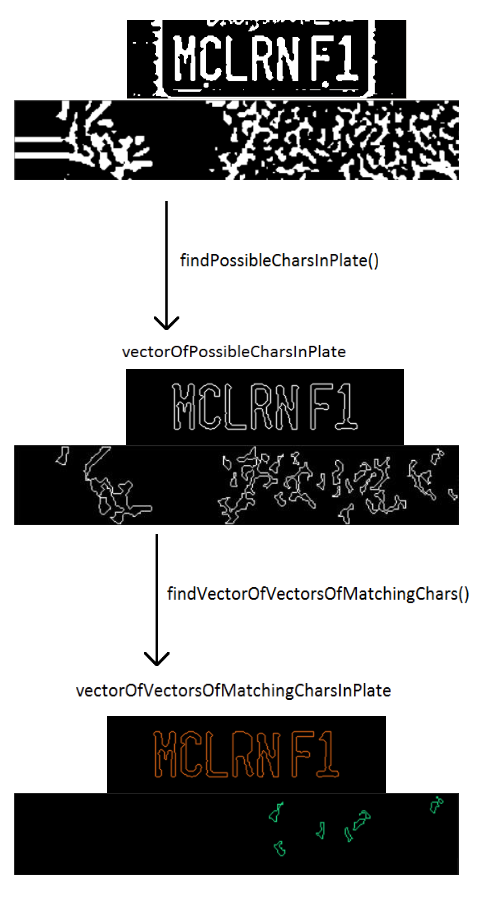 MCLRN F1
findPossibleCharsInPlate()
vectorOfPossibleCharsInPlate
MCLRN F1
findVectorOfVectorsOfMatchingChars()
vectorOfVectorsOfMatchingCharsInPlate
MCLRN F1